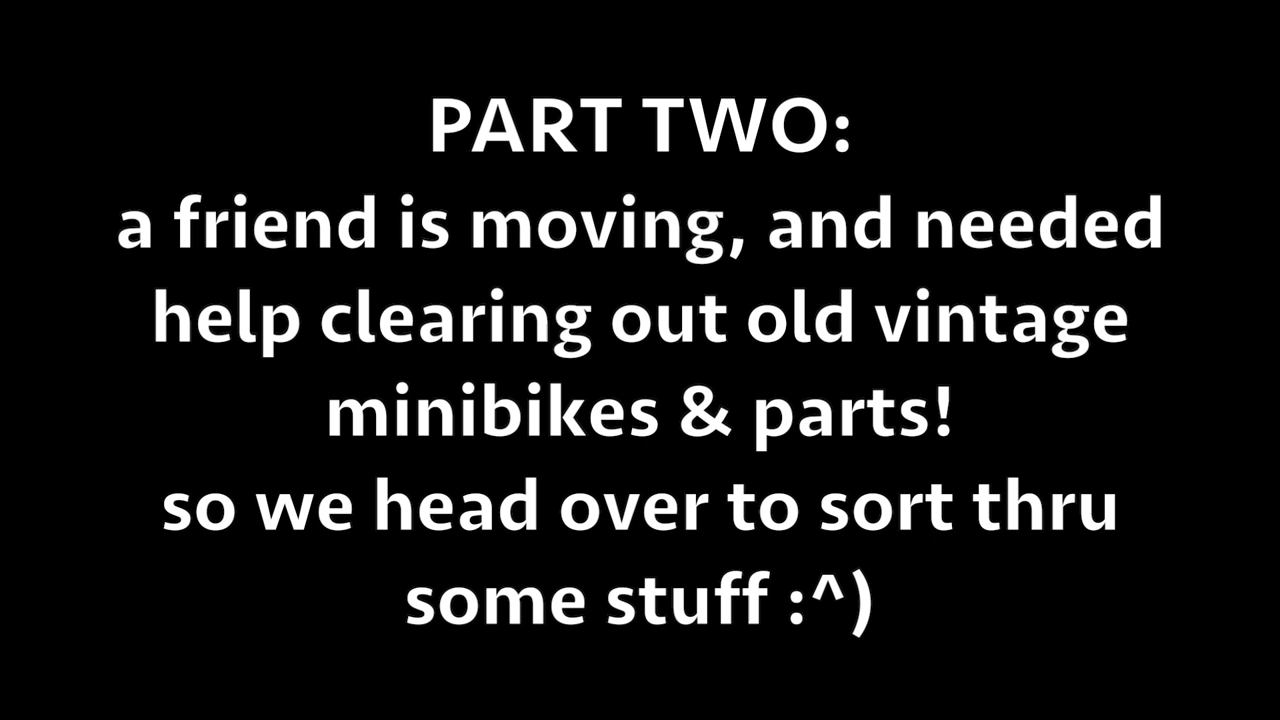 PART TWO:
a friend is moving, and needed
help clearing out old vintage
minibikes & parts!
so we head over to sort thru
some stuff :^)